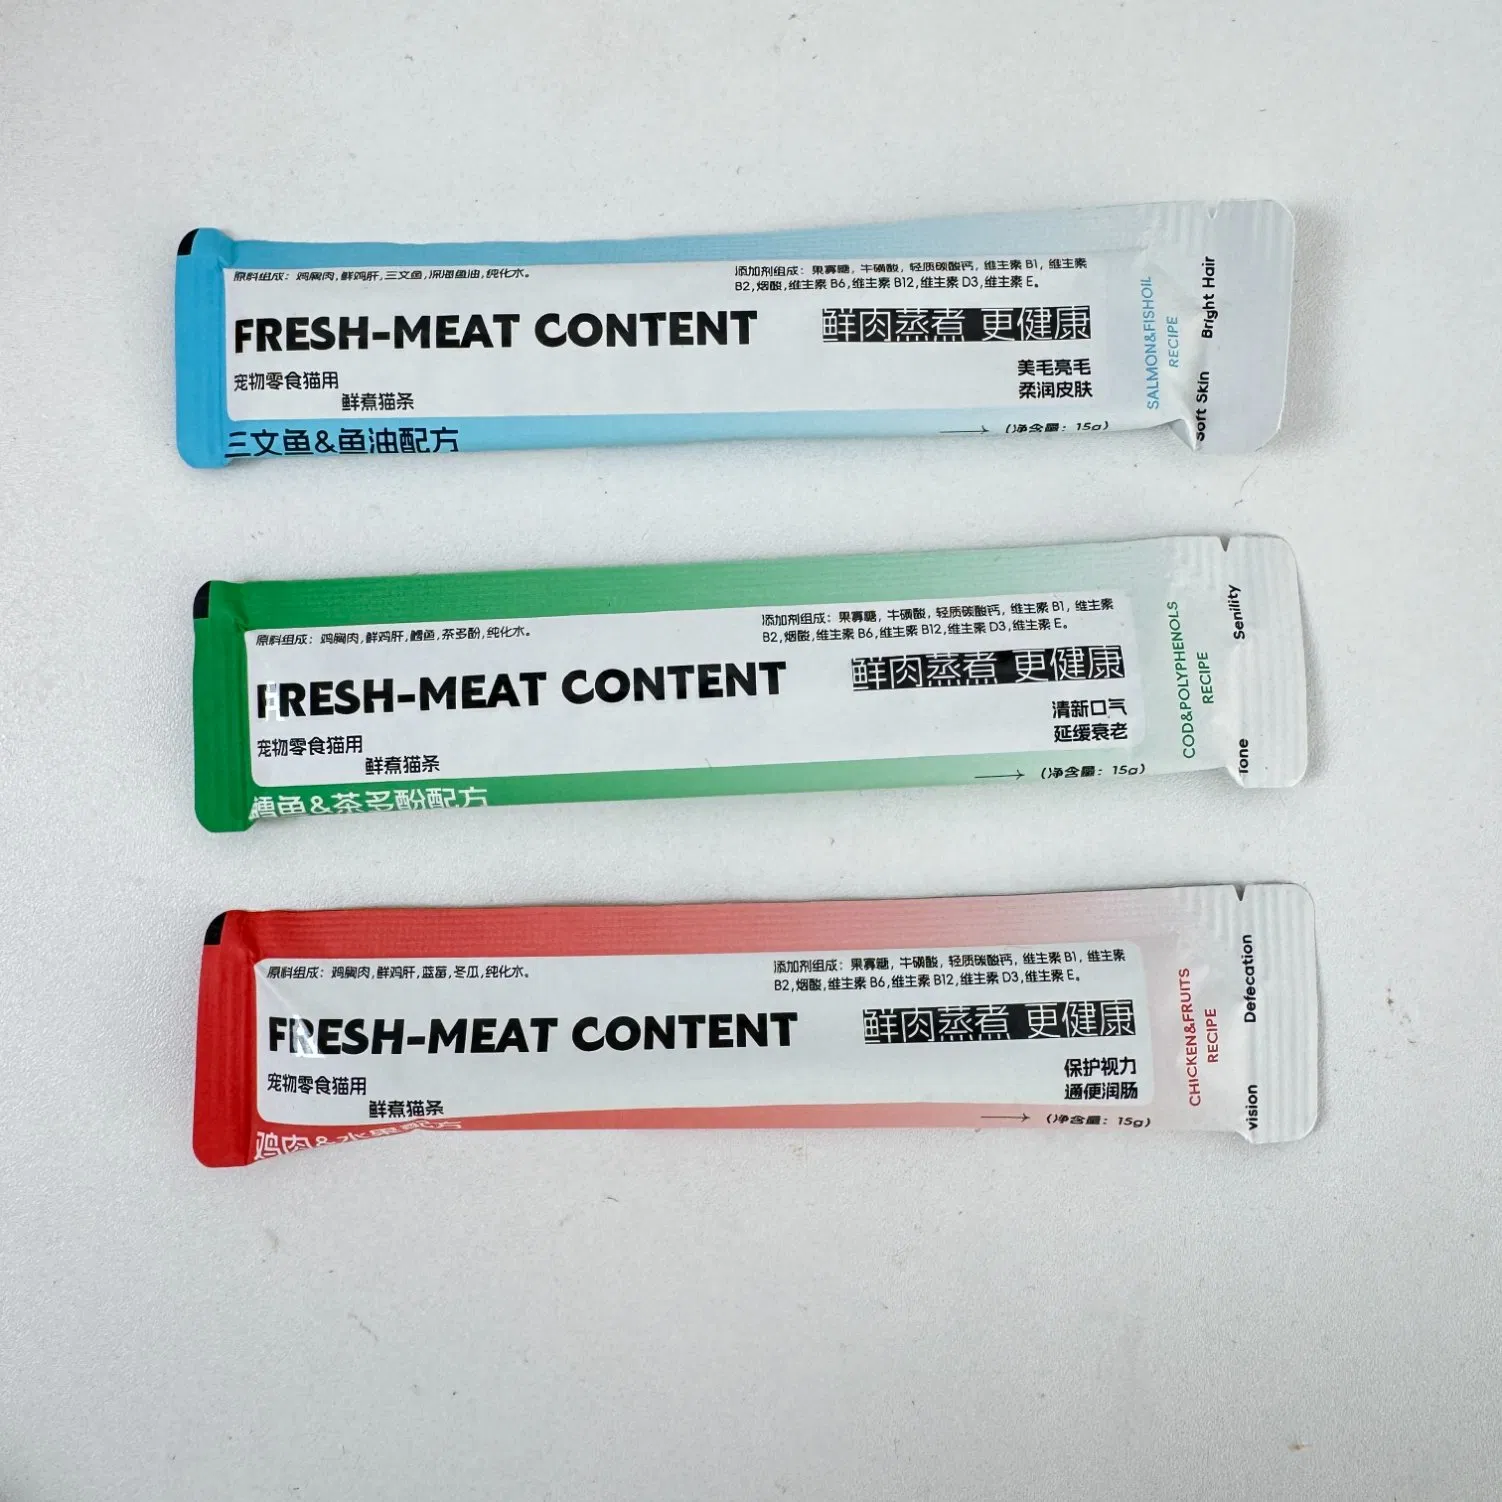 原料组成：鸡胸肉,鲜鸡肝,三文鱼,深海鱼油,纯化水。
添加剂组成：果寡糖，牛磺酸，轻质碳酸钙，维生素 B1，维生素
B2,烟酸,维生素 B6,维生素 B12,维生素 D3,维生素 E。
FRESH-MEAT CONTENT
鲜肉蒸煮 更健康
宠物零食猫用
鲜煮猫条
美毛亮毛
柔润皮肤
三文鱼&鱼油配方
(净含量：15g)
SALMON&FISHOIL
RECIPE
Soft Skin Bright Hair
原料组成：鸡胸肉,鲜鸡肝,鳕鱼,茶多酚,纯化水。
添加剂组成：果寡糖，牛磺酸，轻质碳酸钙，维生素 B1，维生素
B2,烟酸,维生素 B6,维生素 B12,维生素 D3,维生素 E。
FRESH-MEAT CONTENT
鲜肉蒸煮 更健康
宠物零食猫用
鲜煮猫条
清新口气
延缓衰老
鳕鱼&茶多酚配方
(净含量：15g)
COD&POLYPHENOLS
RECIPE
Tone Senility
原料组成：鸡胸肉,鲜鸡肝,蓝莓,冬瓜,纯化水。
添加剂组成：果寡糖，牛磺酸，轻质碳酸钙，维生素 B1，维生素
B2,烟酸,维生素 B6,维生素 B12,维生素 D3,维生素 E。
FRESH-MEAT CONTENT
鲜肉蒸煮 更健康
宠物零食猫用
鲜煮猫条
保护视力
通便润肠
鸡肉&水果配方
(净含量：15g)
CHICKEN&FRUITS
RECIPE
vision Defecation